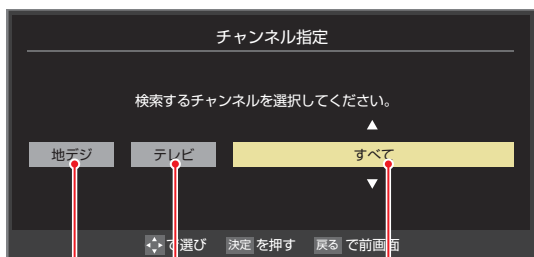 チャンネル指定
検索するチャンネルを選択してください。
▲
地デジ テレビ すべて
▼
で選び 決定 を押す 戻る で前画面